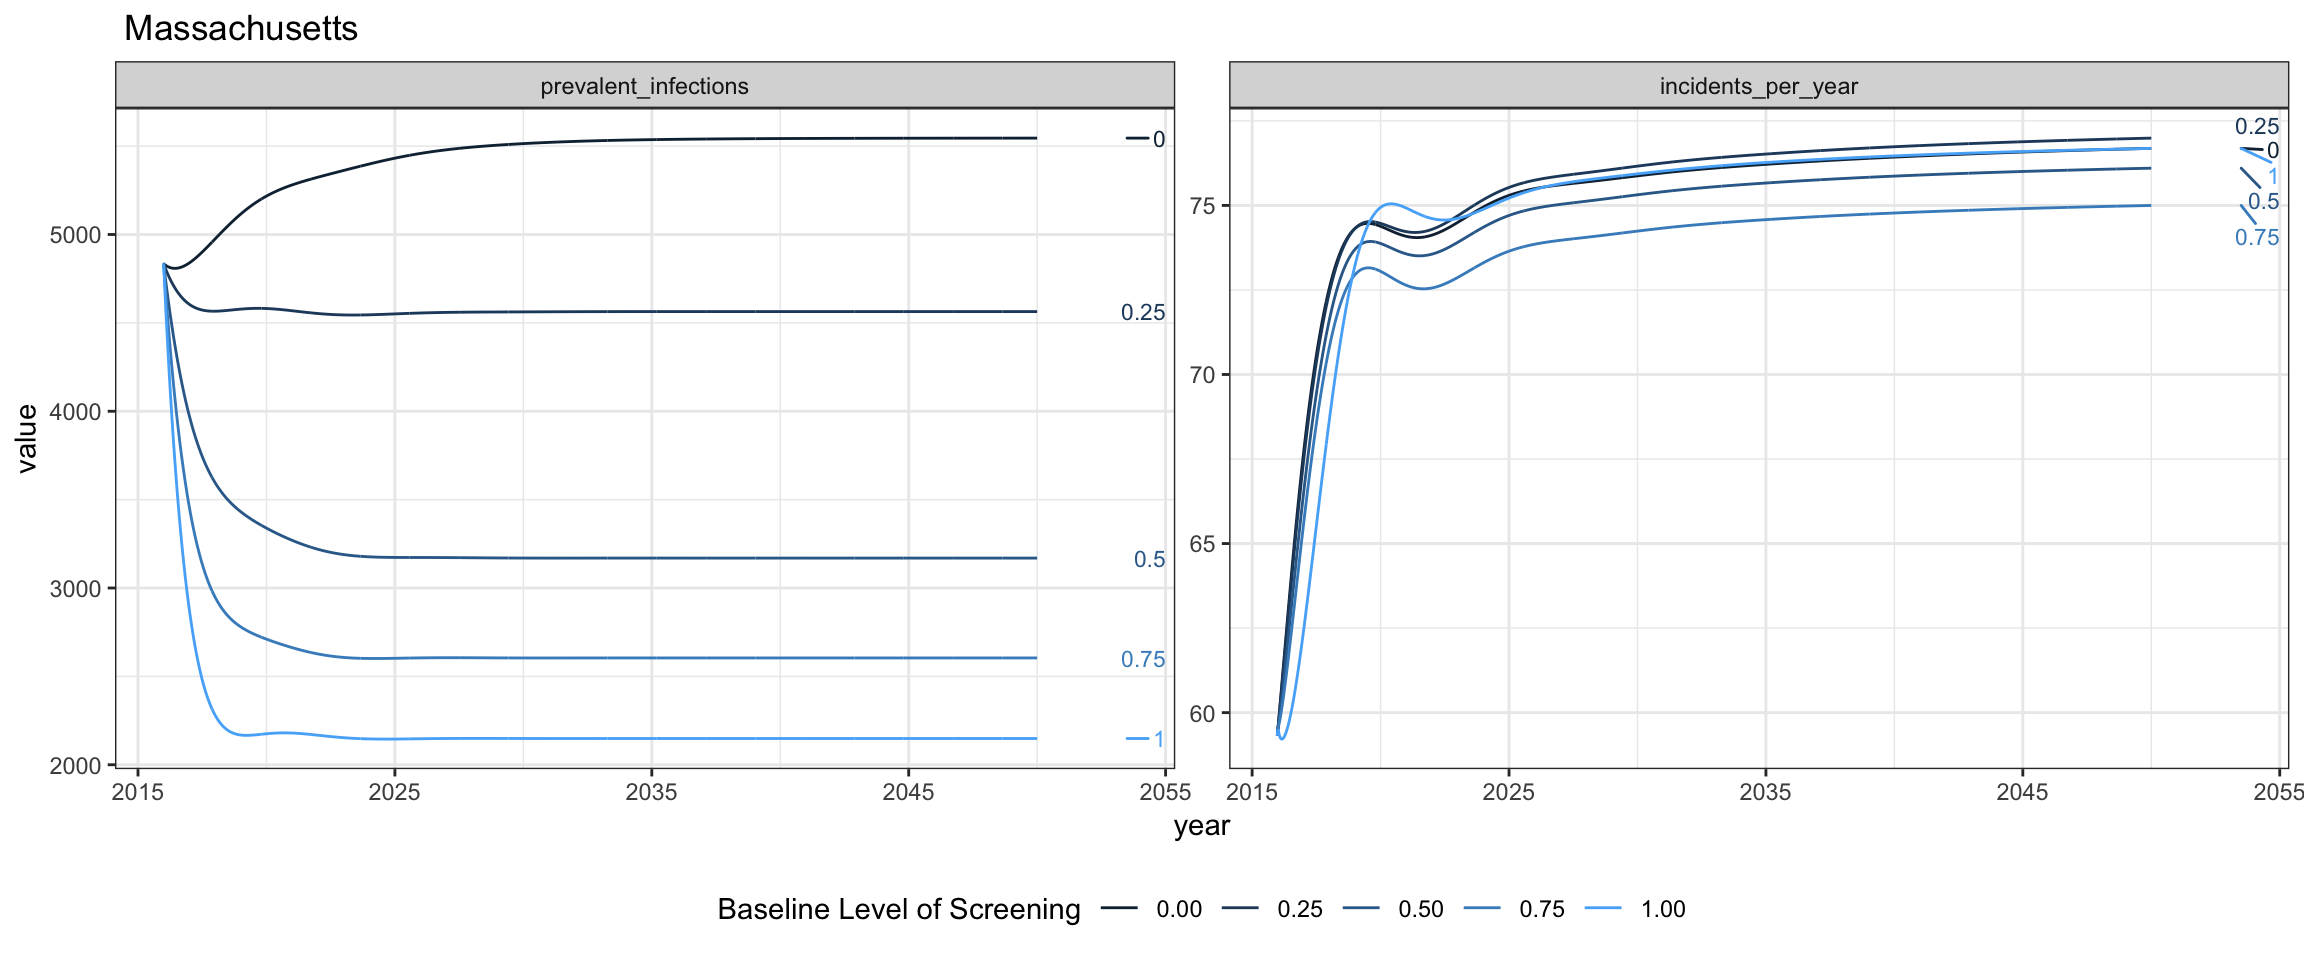 Massachusetts
prevalent_infections
incidents_per_year
value
5000
4000
3000
2000
0
0.25
0.5
0.75
1
2015 2025 2035 2045 2055
75
70
65
60
0.25
0
1
0.5
0.75
2015 2025 2035 2045 2055
year
Baseline Level of Screening 0.00 0.25 0.50 0.75 1.00